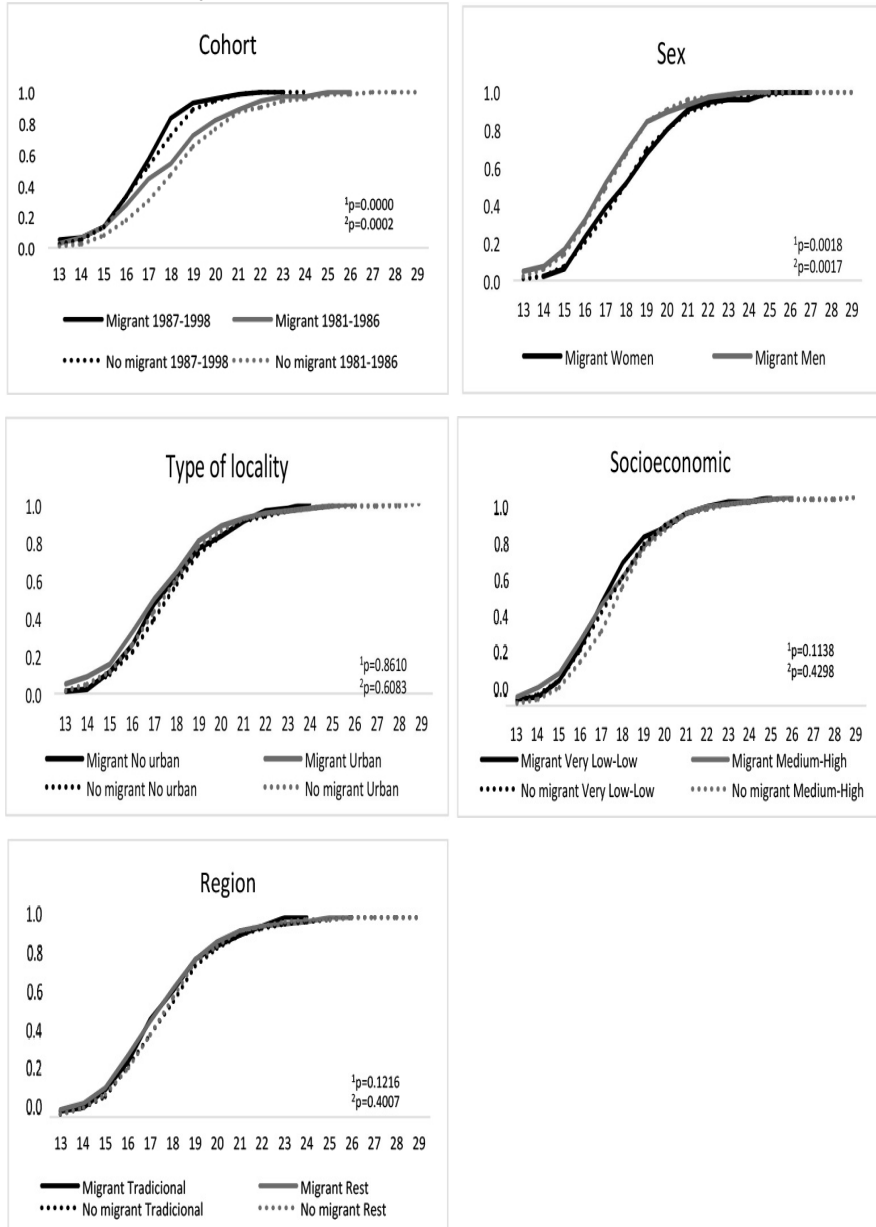 Cohort
1.0
0.8
0.6
0.4
0.2
0.0
¹p=0.0000
²p=0.0002
13 14 15 16 17 18 19 20 21 22 23 24 25 26 27 28 29
Migrant 1987-1998 Migrant 1981-1986
No migrant 1987-1998 No migrant 1981-1986
Sex
1.0
0.8
0.6
0.4
0.2
0.0
¹p=0.0018
²p=0.0017
13 14 15 16 17 18 19 20 21 22 23 24 25 26 27 28 29
Migrant Women Migrant Men
Type of locality
1.0
0.8
0.6
0.4
0.2
0.0
¹p=0.8610
²p=0.6083
13 14 15 16 17 18 19 20 21 22 23 24 25 26 27 28 29
Migrant No urban Migrant Urban
No migrant No urban No migrant Urban
Socioeconomic
1.0
0.8
0.6
0.4
0.2
0.0
¹p=0.1138
²p=0.4298
13 14 15 16 17 18 19 20 21 22 23 24 25 26 27 28 29
Migrant Very Low-Low Migrant Medium-High
No migrant Very Low-Low No migrant Medium-High
Region
1.0
0.8
0.6
0.4
0.2
0.0
¹p=0.1216
²p=0.4007
13 14 15 16 17 18 19 20 21 22 23 24 25 26 27 28 29
Migrant Tradicional Migrant Rest
No migrant Tradicional No migrant Rest